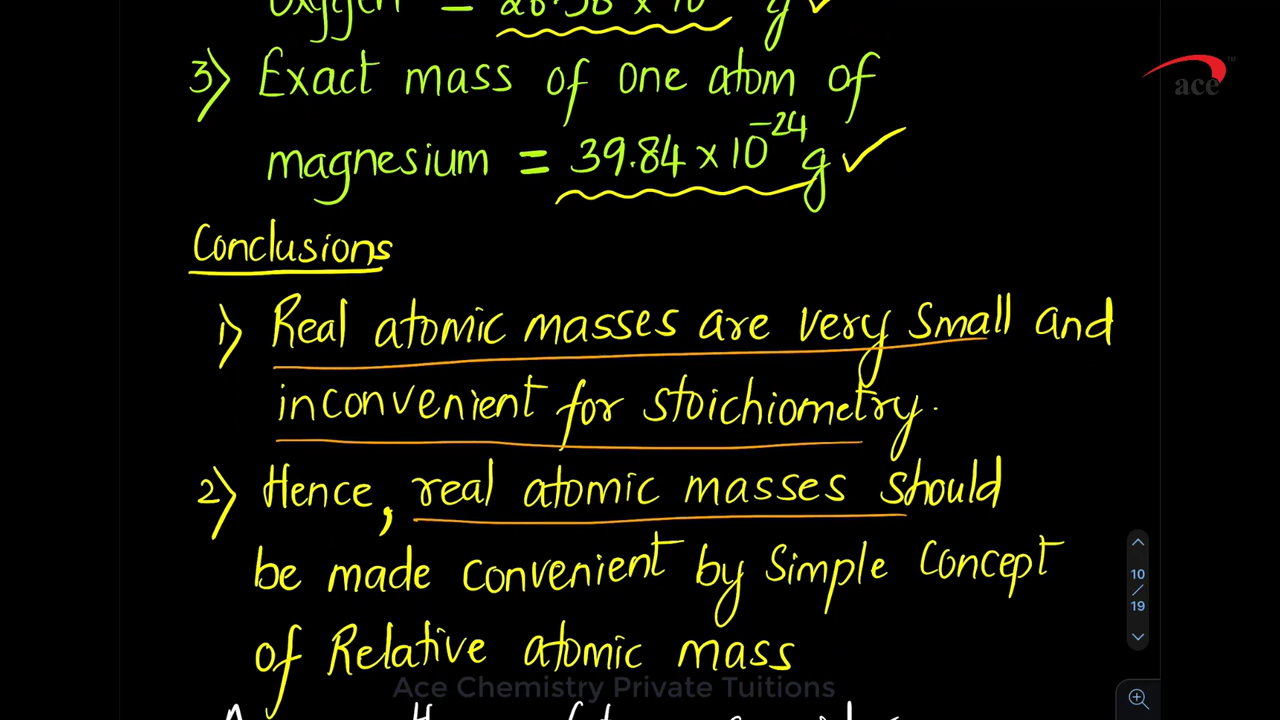 3) Exact mass of one atom of
magnesium = 39.84 × 10⁻²⁴ g ✓
Conclusions
1) Real atomic masses are very small and
inconvenient for stoichiometry.
2) Hence, real atomic masses should
be made convenient by simple concept
of Relative atomic mass
Ace Chemistry Private Tuitions
ace™
10
/
19